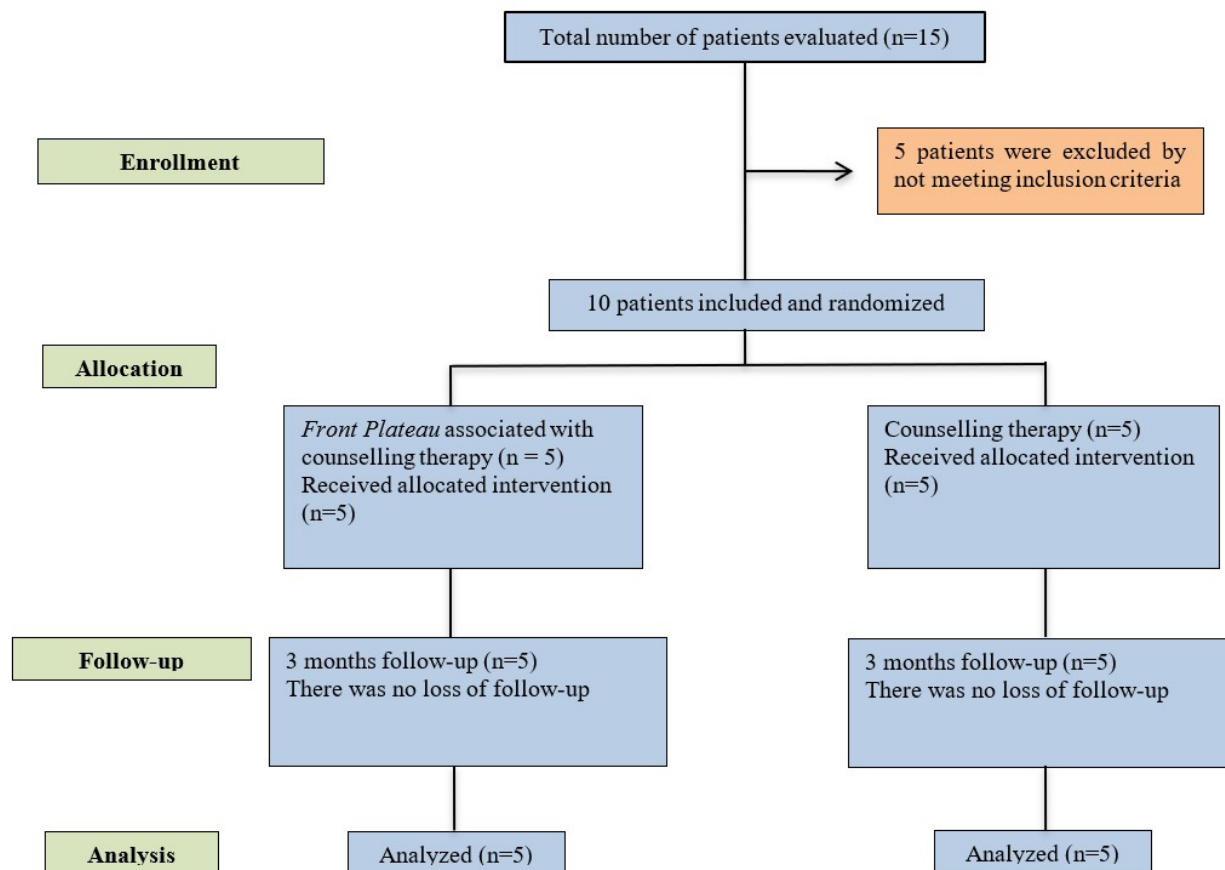 Total number of patients evaluated (n=15)
Enrollment
5 patients were excluded by
not meeting inclusion criteria
10 patients included and randomized
Allocation
Front Plateau associated with
counselling therapy (n = 5)
Received allocated intervention
(n=5)
Counselling therapy (n=5)
Received allocated intervention
(n=5)
Follow-up
3 months follow-up (n=5)
There was no loss of follow-up
3 months follow-up (n=5)
There was no loss of follow-up
Analysis
Analyzed (n=5)
Analyzed (n=5)